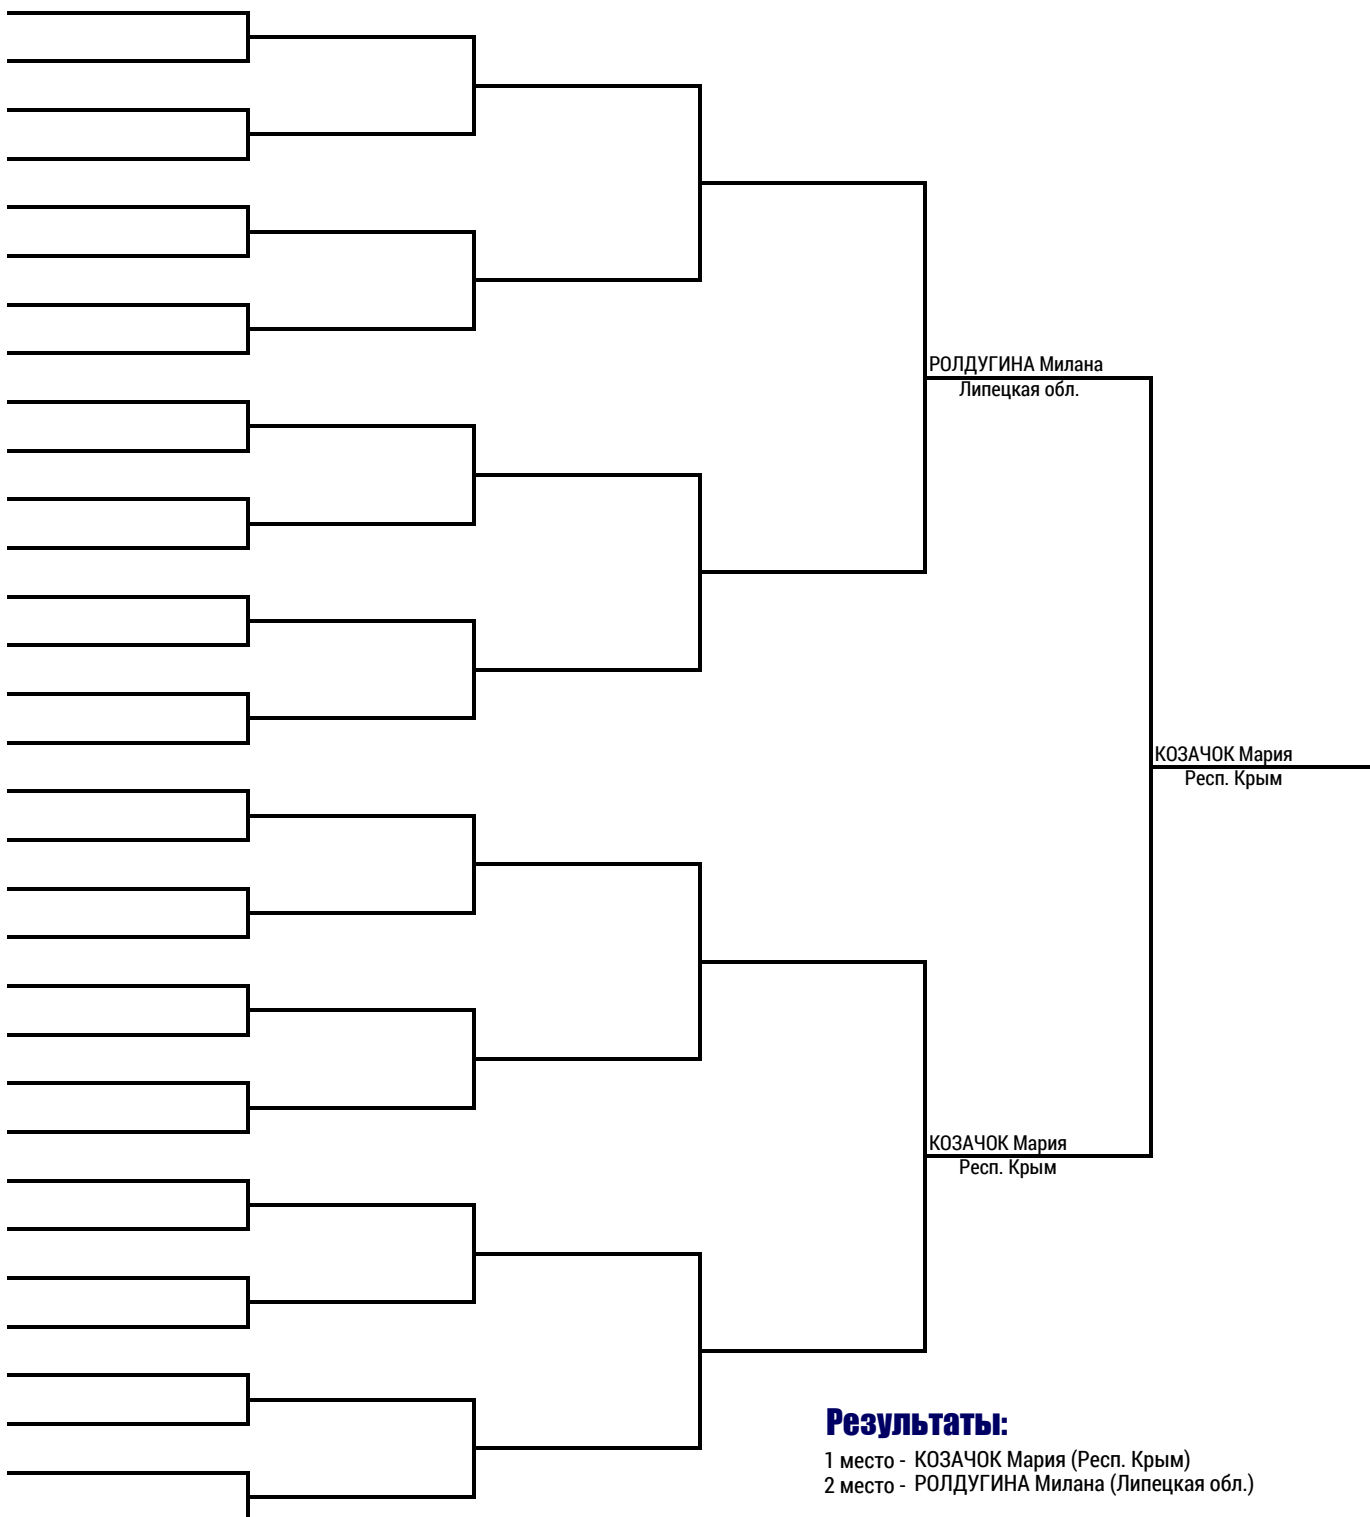 РОЛДУГИНА Милана
Липецкая обл.
КОЗАЧОК Мария
Респ. Крым
КОЗАЧОК Мария
Респ. Крым
Результаты:
1 место - КОЗАЧОК Мария (Респ. Крым)
2 место - РОЛДУГИНА Милана (Липецкая обл.)